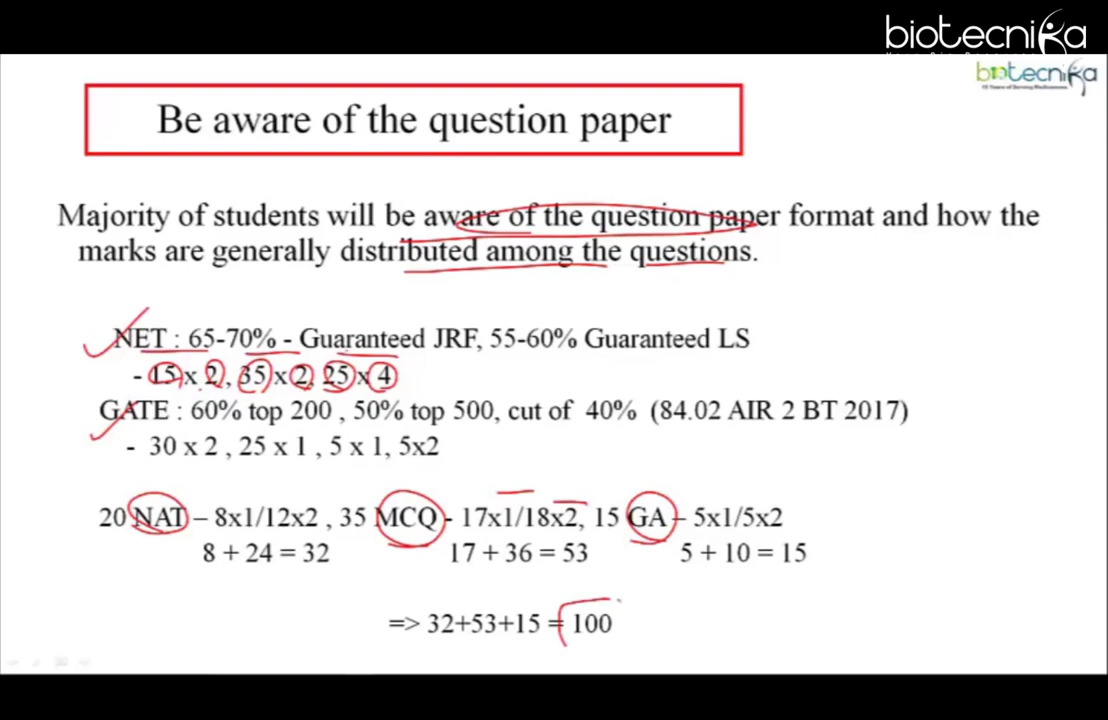 biotecnika
biotecnika
Be aware of the question paper
Majority of students will be aware of the question paper format and how the
marks are generally distributed among the questions.
NET : 65-70% - Guaranteed JRF, 55-60% Guaranteed LS
- 15 x 2, 35 x 2, 25 x 4
GATE : 60% top 200 , 50% top 500, cut of 40% (84.02 AIR 2 BT 2017)
- 30 x 2 , 25 x 1 , 5 x 1, 5x2
20 NAT – 8x1/12x2 , 35 MCQ - 17x1/18x2, 15 GA – 5x1/5x2
8 + 24 = 32 17 + 36 = 53 5 + 10 = 15
=> 32+53+15 = 100